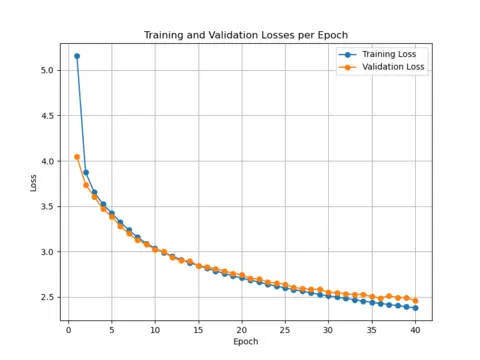 Training and Validation Losses per Epoch
Training Loss
Validation Loss
5.0
4.5
4.0
3.5
3.0
2.5
Loss
0 5 10 15 20 25 30 35 40
Epoch